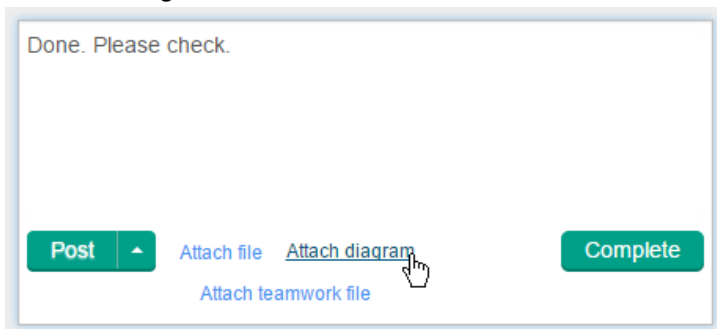 Done. Please check.
Post Attach file Attach diagram Complete
Attach teamwork file